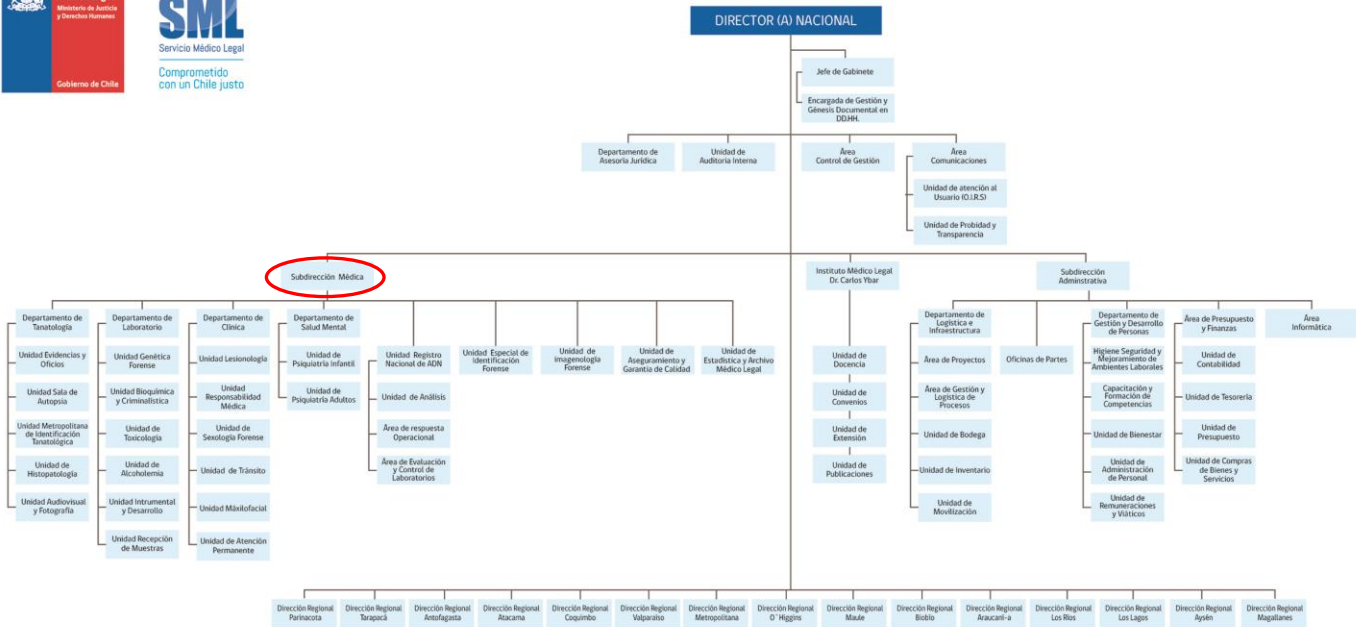 Ministerio de Justicia
y Derechos Humanos
Gobierno de Chile
SML
Servicio Médico Legal
Comprometido
con un Chile justo
DIRECTOR (A) NACIONAL
Jefe de Gabinete
Encargada de Gestión y
Génesis Documental en
DD.HH.
Departamento de
Asesoría Jurídica
Unidad de
Auditoria Interna
Área
Control de Gestión
Área
Comunicaciones
Unidad de atención al
Usuario (O.I.R.S)
Unidad de Probidad y
Transparencia
Subdirección Médica
Instituto Médico Legal
Dr. Carlos Ybar
Subdirección
Adminstrativa
Departamento de
Tanatología
Unidad Evidencias y
Oficios
Unidad Sala de
Autopsia
Unidad Metropolitana
de Identificación
Tanatológica
Unidad de
Histopatología
Unidad Audiovisual
y Fotografía
Departamento de
Laboratorio
Unidad Genética
Forense
Unidad Bioquímica
y Criminalística
Unidad de
Toxicología
Unidad de
Alcoholemia
Unidad Intrumental
y Desarrollo
Unidad Recepción
de Muestras
Departamento de
Clínica
Unidad Lesionología
Unidad
Responsabilidad
Médica
Unidad de
Sexología Forense
Unidad de Tránsito
Unidad Máxilofacial
Unidad de Atención
Permanente
Departamento de
Salud Mental
Unidad de
Psiquiatría Infantil
Unidad de
Psiquiatría Adultos
Unidad Registro
Nacional de ADN
Unidad de Análisis
Área de respuesta
Operacional
Área de Evaluación
y Control de
Laboratorios
Unidad Especial de
Identificación
Forense
Unidad de
imagenología
Forense
Unidad de
Aseguramiento y
Garantía de Calidad
Unidad de
Estadística y Archivo
Médico Legal
Unidad de
Docencia
Unidad de
Convenios
Unidad de
Extensión
Unidad de
Publicaciones
Departamento de
Logística e
Infraestructura
Área de Proyectos
Área de Gestión y
Logística de
Procesos
Unidad de Bodega
Unidad de Inventario
Unidad de
Movilización
Oficinas de Partes
Departamento de
Gestión y Desarrollo
de Personas
Higiene Seguridad y
Mejoramiento de
Ambientes Laborales
Capacitación y
Formación de
Competencias
Unidad de Bienestar
Unidad de
Administración
de Personal
Unidad de
Remuneraciones
y Viáticos
Área de Presupuesto
y Finanzas
Unidad de
Contabilidad
Unidad de Tesorería
Unidad de
Presupuesto
Unidad de Compras
de Bienes y
Servicios
Área
Informática
Dirección Regional
Parinacota
Dirección Regional
Tarapacá
Dirección Regional
Antofagasta
Dirección Regional
Atacama
Dirección Regional
Coquimbo
Dirección Regional
Valparaíso
Dirección Regional
Metropolitana
Dirección Regional
O´Higgins
Dirección Regional
Maule
Dirección Regional
Biobío
Dirección Regional
Araucaní-a
Dirección Regional
Los Ríos
Dirección Regional
Los Lagos
Dirección Regional
Aysén
Dirección Regional
Magallanes